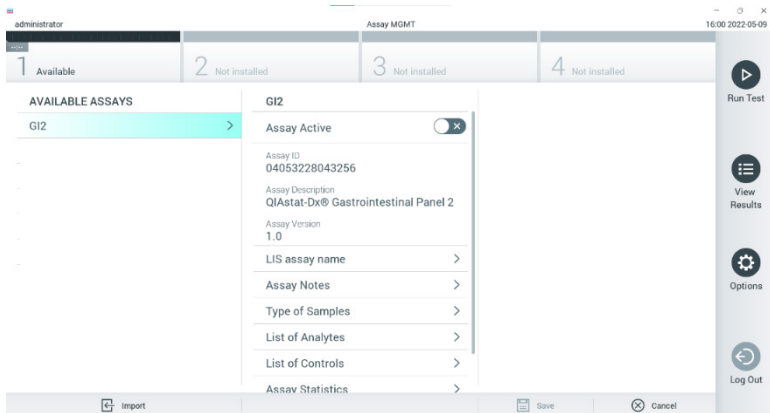 administrator
Assay MGMT
16:00 2022-05-09
1 Available
2 Not installed
3 Not installed
4 Not installed
Run Test
View
Results
Options
Log Out
AVAILABLE ASSAYS
GI2
GI2
Assay Active
Assay ID
04053228043256
Assay Description
QIAstat-Dx® Gastrointestinal Panel 2
Assay Version
1.0
LIS assay name
Assay Notes
Type of Samples
List of Analytes
List of Controls
Assay Statistics
Import
Save
Cancel